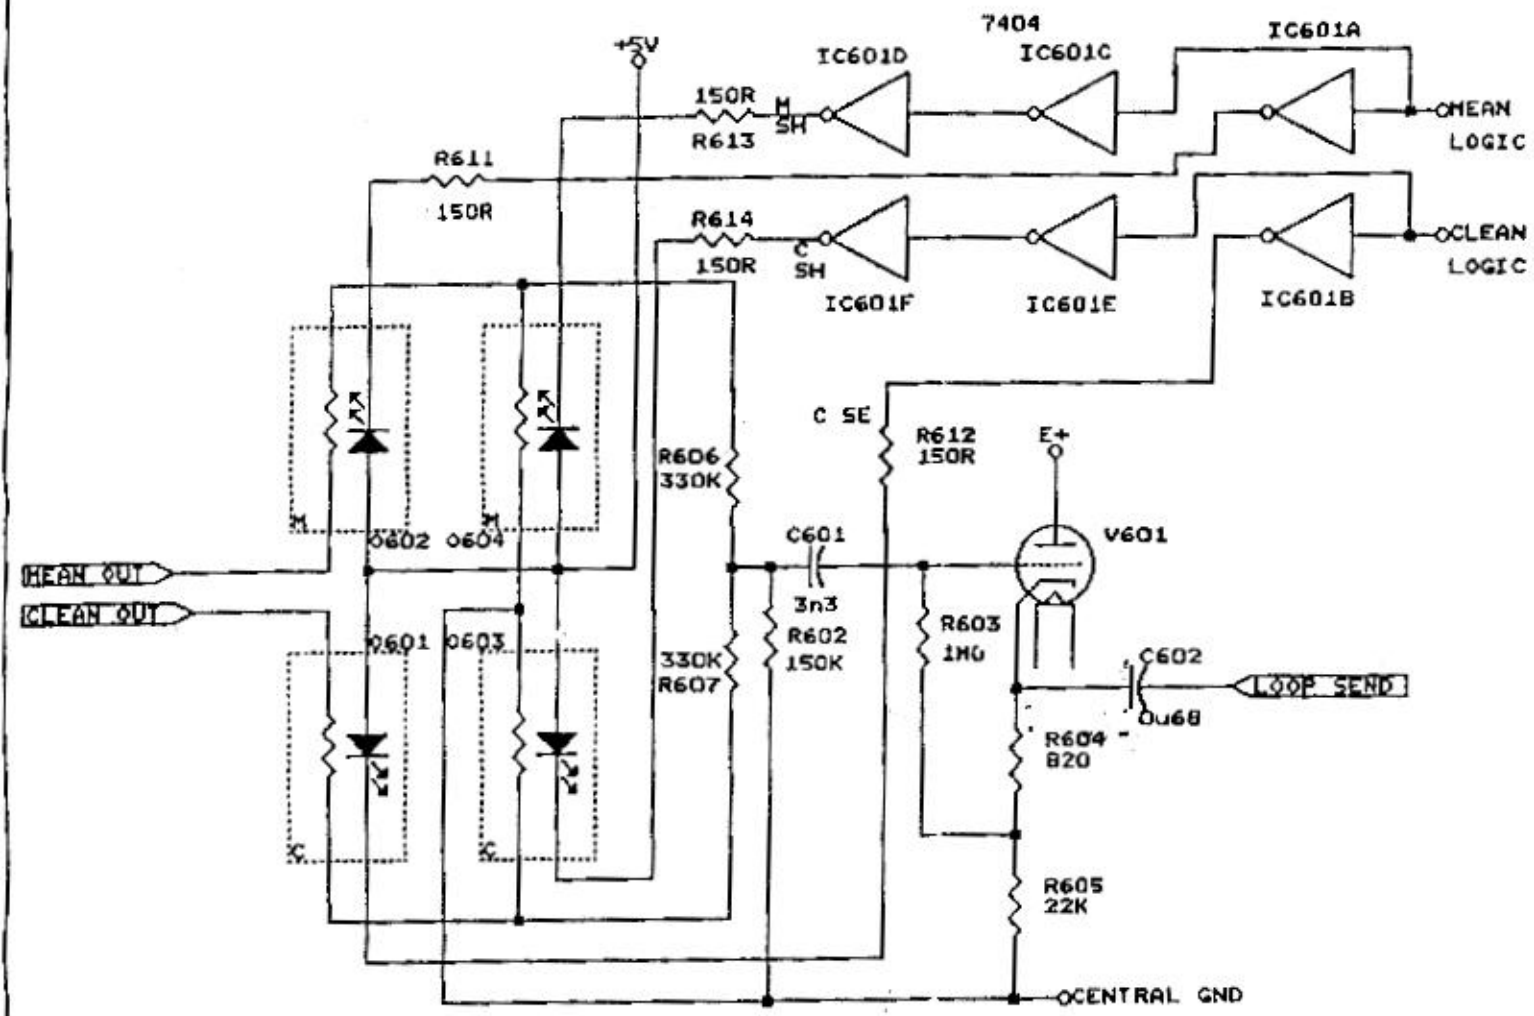 7404
IC601A
+5V
IC601D
IC601C
150R
M
SH
R613
MEAN
LOGIC
R611
150R
R614
150R
C
SH
CLEAN
LOGIC
IC601F
IC601E
IC601B
C SE
R612
150R
E+
R606
330K
M
M
O602
O604
C601
V601
MEAN OUT
CLEAN OUT
3n3
R602
150K
R603
1MO
O601
O603
330K
R607
C602
LOOP SEND
0u68
R604
820
C
C
R605
22K
CENTRAL GND